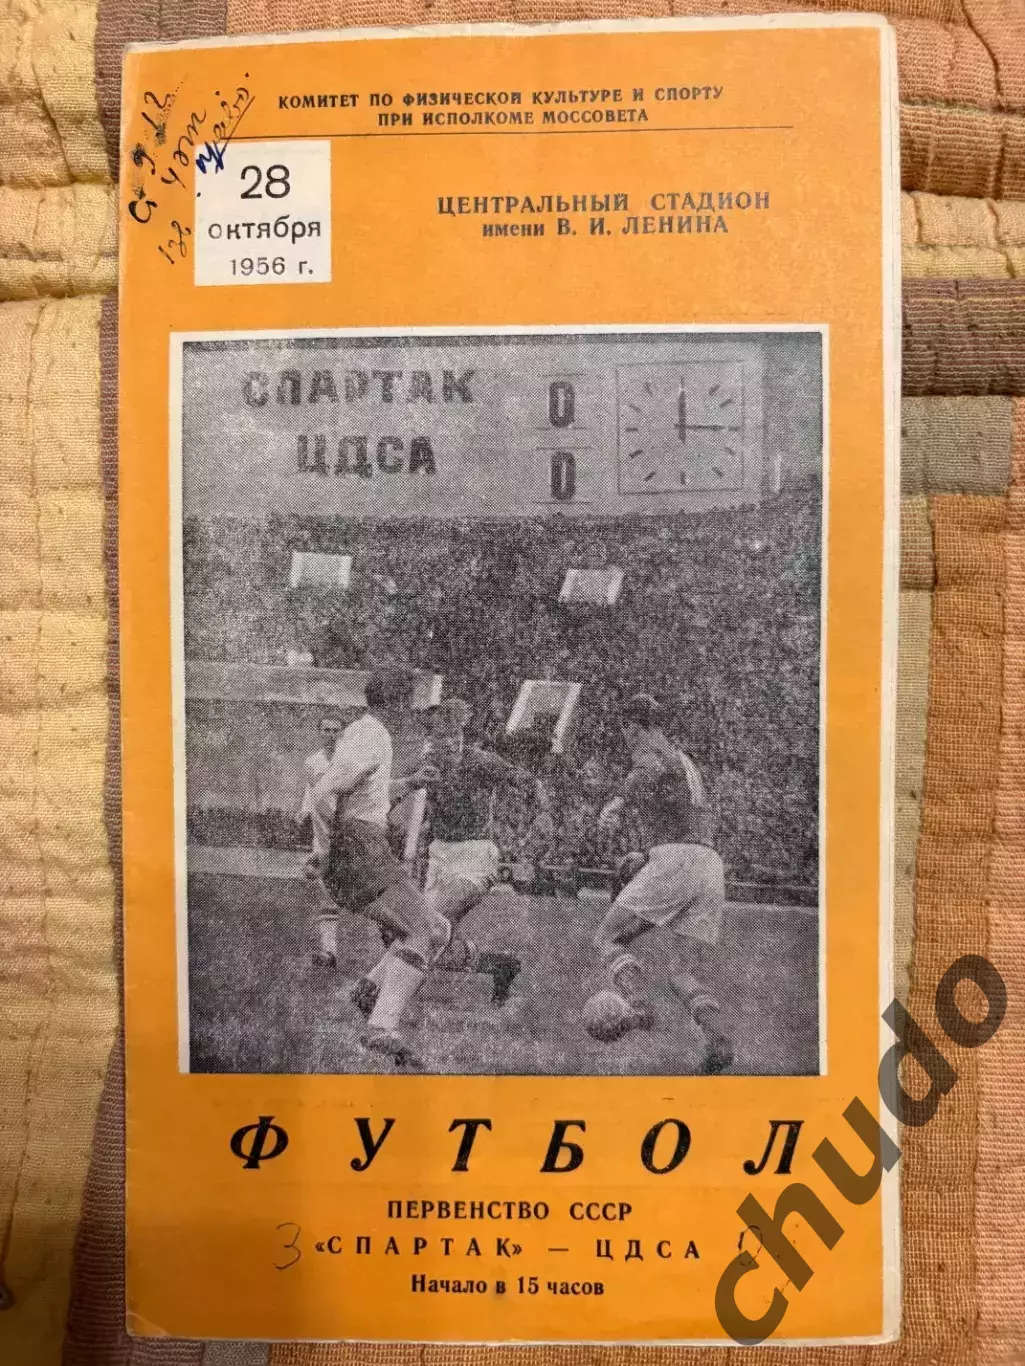 КОМИТЕТ ПО ФИЗИЧЕСКОЙ КУЛЬТУРЕ И СПОРТУ
ПРИ ИСПОЛКОМЕ МОССОВЕТА
28
октября
1956 г.
ЦЕНТРАЛЬНЫЙ СТАДИОН
имени В. И. ЛЕНИНА
СПАРТАК 0
ЦДСА 0
ФУТБОЛ
ПЕРВЕНСТВО СССР
3 «СПАРТАК» — ЦДСА 0
Начало в 15 часов
chudo